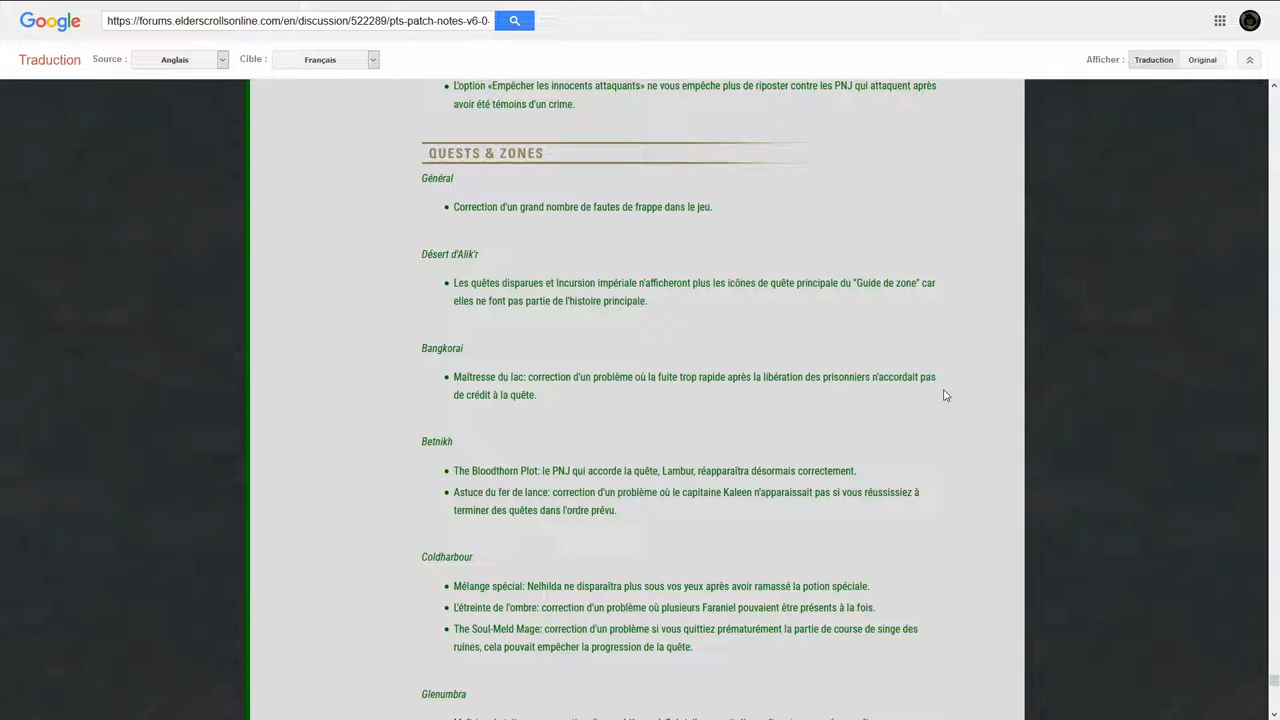 Google
https://forums.elderscrollsonline.com/en/discussion/522289/pts-patch-notes-v6-0-
Traduction Source : Anglais Cible : Français Afficher : Traduction Original
• L'option «Empêcher les innocents attaquants» ne vous empêche plus de riposter contre les PNJ qui attaquent après
avoir été témoins d'un crime.
QUESTS & ZONES
Général
• Correction d'un grand nombre de fautes de frappe dans le jeu.
Désert d'Alik'r
• Les quêtes disparues et Incursion impériale n'afficheront plus les icônes de quête principale du "Guide de zone" car
elles ne font pas partie de l'histoire principale.
Bangkorai
• Maîtresse du lac: correction d'un problème où la fuite trop rapide après la libération des prisonniers n'accordait pas
de crédit à la quête.
Betnikh
• The Bloodthorn Plot: le PNJ qui accorde la quête, Lambur, réapparaîtra désormais correctement.
• Astuce du fer de lance: correction d'un problème où le capitaine Kaleen n'apparaissait pas si vous réussissiez à
terminer des quêtes dans l'ordre prévu.
Coldharbour
• Mélange spécial: Nelhilda ne disparaîtra plus sous vos yeux après avoir ramassé la potion spéciale.
• L'étreinte de l'ombre: correction d'un problème où plusieurs Faraniel pouvaient être présents à la fois.
• The Soul-Meld Mage: correction d'un problème si vous quittiez prématurément la partie de course de singe des
ruines, cela pouvait empêcher la progression de la quête.
Glenumbra